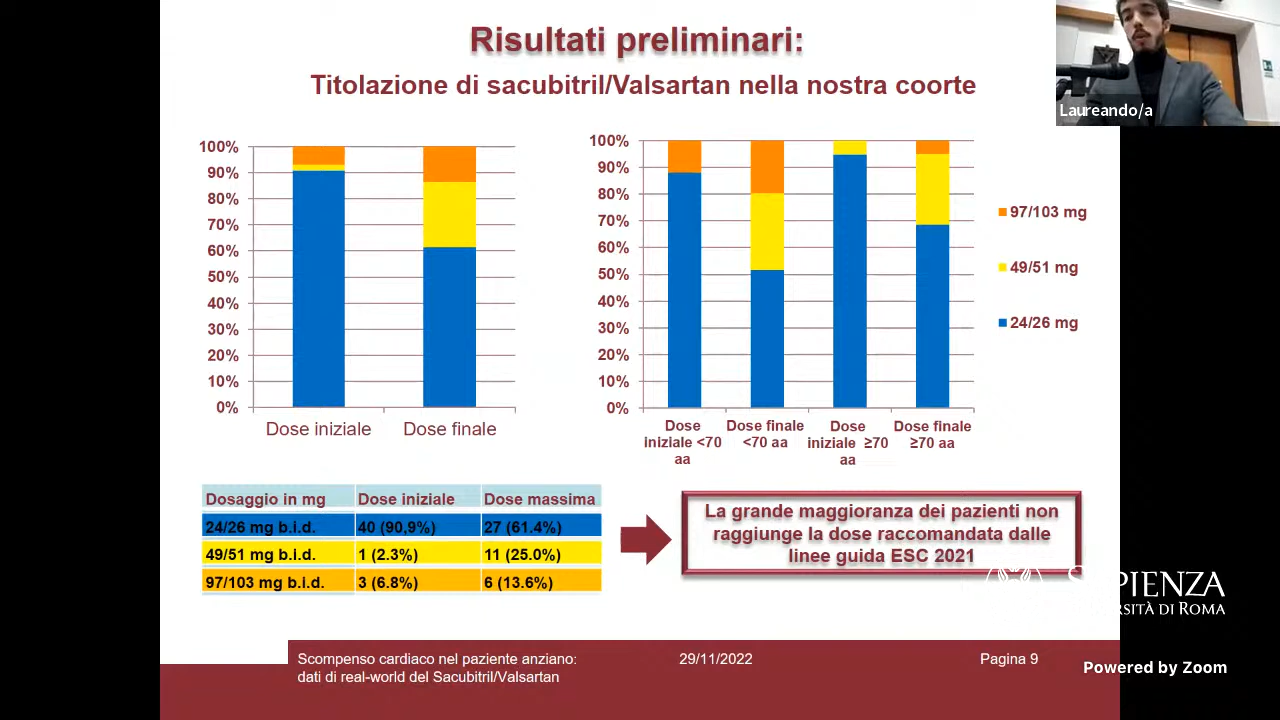 Risultati preliminari:
Titolazione di sacubitril/Valsartan nella nostra coorte
Laureando/a
100%
90%
80%
70%
60%
50%
40%
30%
20%
10%
0%
Dose iniziale
Dose finale
100%
90%
80%
70%
60%
50%
40%
30%
20%
10%
0%
Dose
iniziale <70
aa
Dose finale
<70 aa
Dose
iniziale ≥70
aa
Dose finale
≥70 aa
97/103 mg
49/51 mg
24/26 mg
Dosaggio in mg Dose iniziale Dose massima
24/26 mg b.i.d. 40 (90,9%) 27 (61.4%)
49/51 mg b.i.d. 1 (2.3%) 11 (25.0%)
97/103 mg b.i.d. 3 (6.8%) 6 (13.6%)
La grande maggioranza dei pazienti non
raggiunge la dose raccomandata dalle
linee guida ESC 2021
Scompenso cardiaco nel paziente anziano:
dati di real-world del Sacubitril/Valsartan
29/11/2022
Pagina 9
DI ROMA
Powered by Zoom